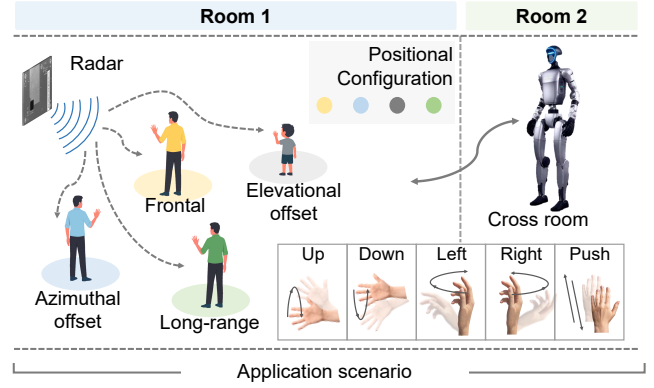 Room 1
Room 2
Radar
Positional
Configuration
Frontal
Elevational
offset
Cross room
Azimuthal
offset
Long-range
Up
Down
Left
Right
Push
Application scenario